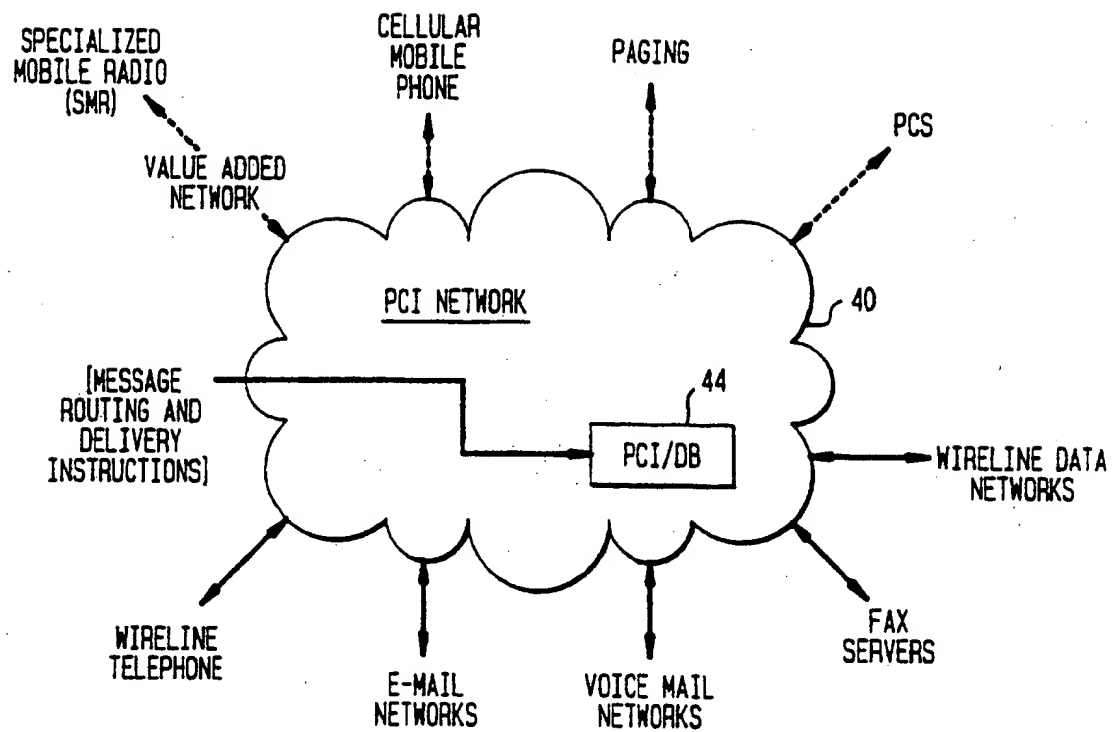 SPECIALIZED
MOBILE RADIO
(SMR)
CELLULAR
MOBILE
PHONE
PAGING
PCS
VALUE ADDED
NETWORK
PCI NETWORK
40
[MESSAGE
ROUTING AND
DELIVERY
INSTRUCTIONS]
44
PCI/DB
WIRELINE DATA
NETWORKS
WIRELINE
TELEPHONE
E-MAIL
NETWORKS
VOICE MAIL
NETWORKS
FAX
SERVERS